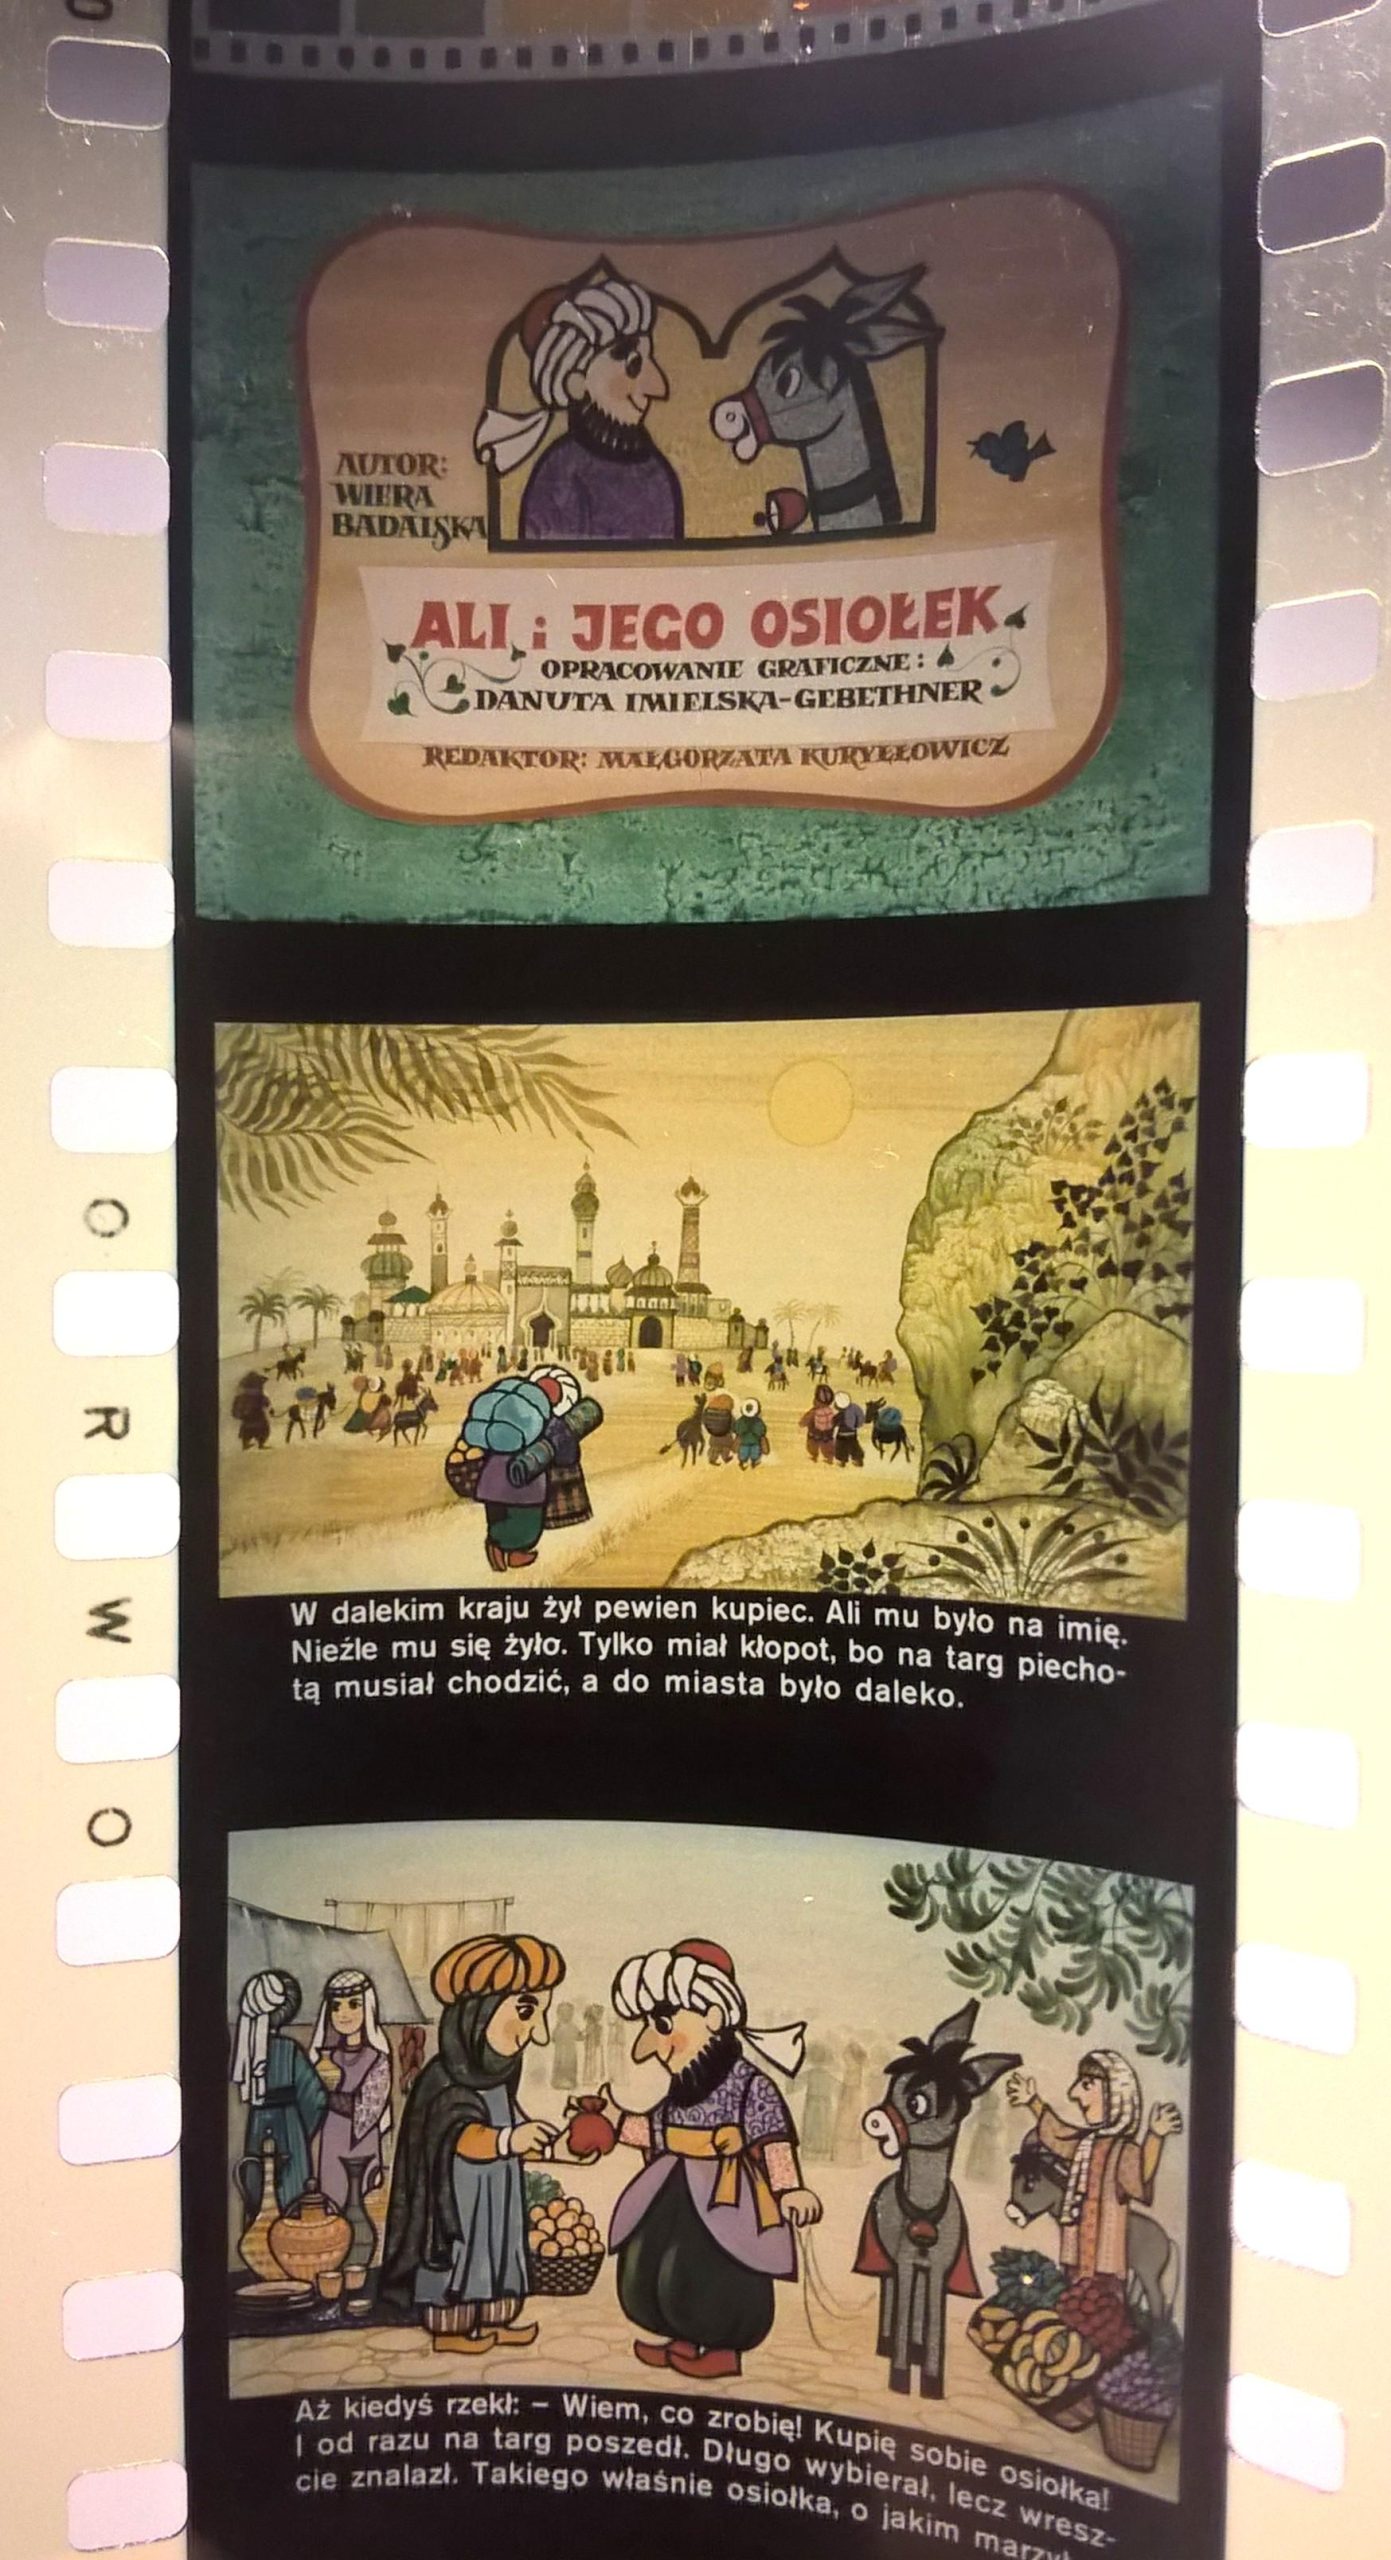 AUTOR:
WIERA
BADALSKA
ALI i JEGO OSIOŁEK
OPRACOWANIE GRAFICZNE:
DANUTA IMIELSKA-GEBETHNER
REDAKTOR: MAŁGORZATA KURYŁŁOWICZ
W dalekim kraju żył pewien kupiec. Ali mu było na imię.
Nieźle mu się żyło. Tylko miał kłopot, bo na targ piecho-
tą musiał chodzić, a do miasta było daleko.
Aż kiedyś rzekł: – Wiem, co zrobię! Kupię sobie osiołka!
I od razu na targ poszedł. Długo wybierał, lecz wresz-
cie znalazł. Takiego właśnie osiołka, o jakim
ORWO